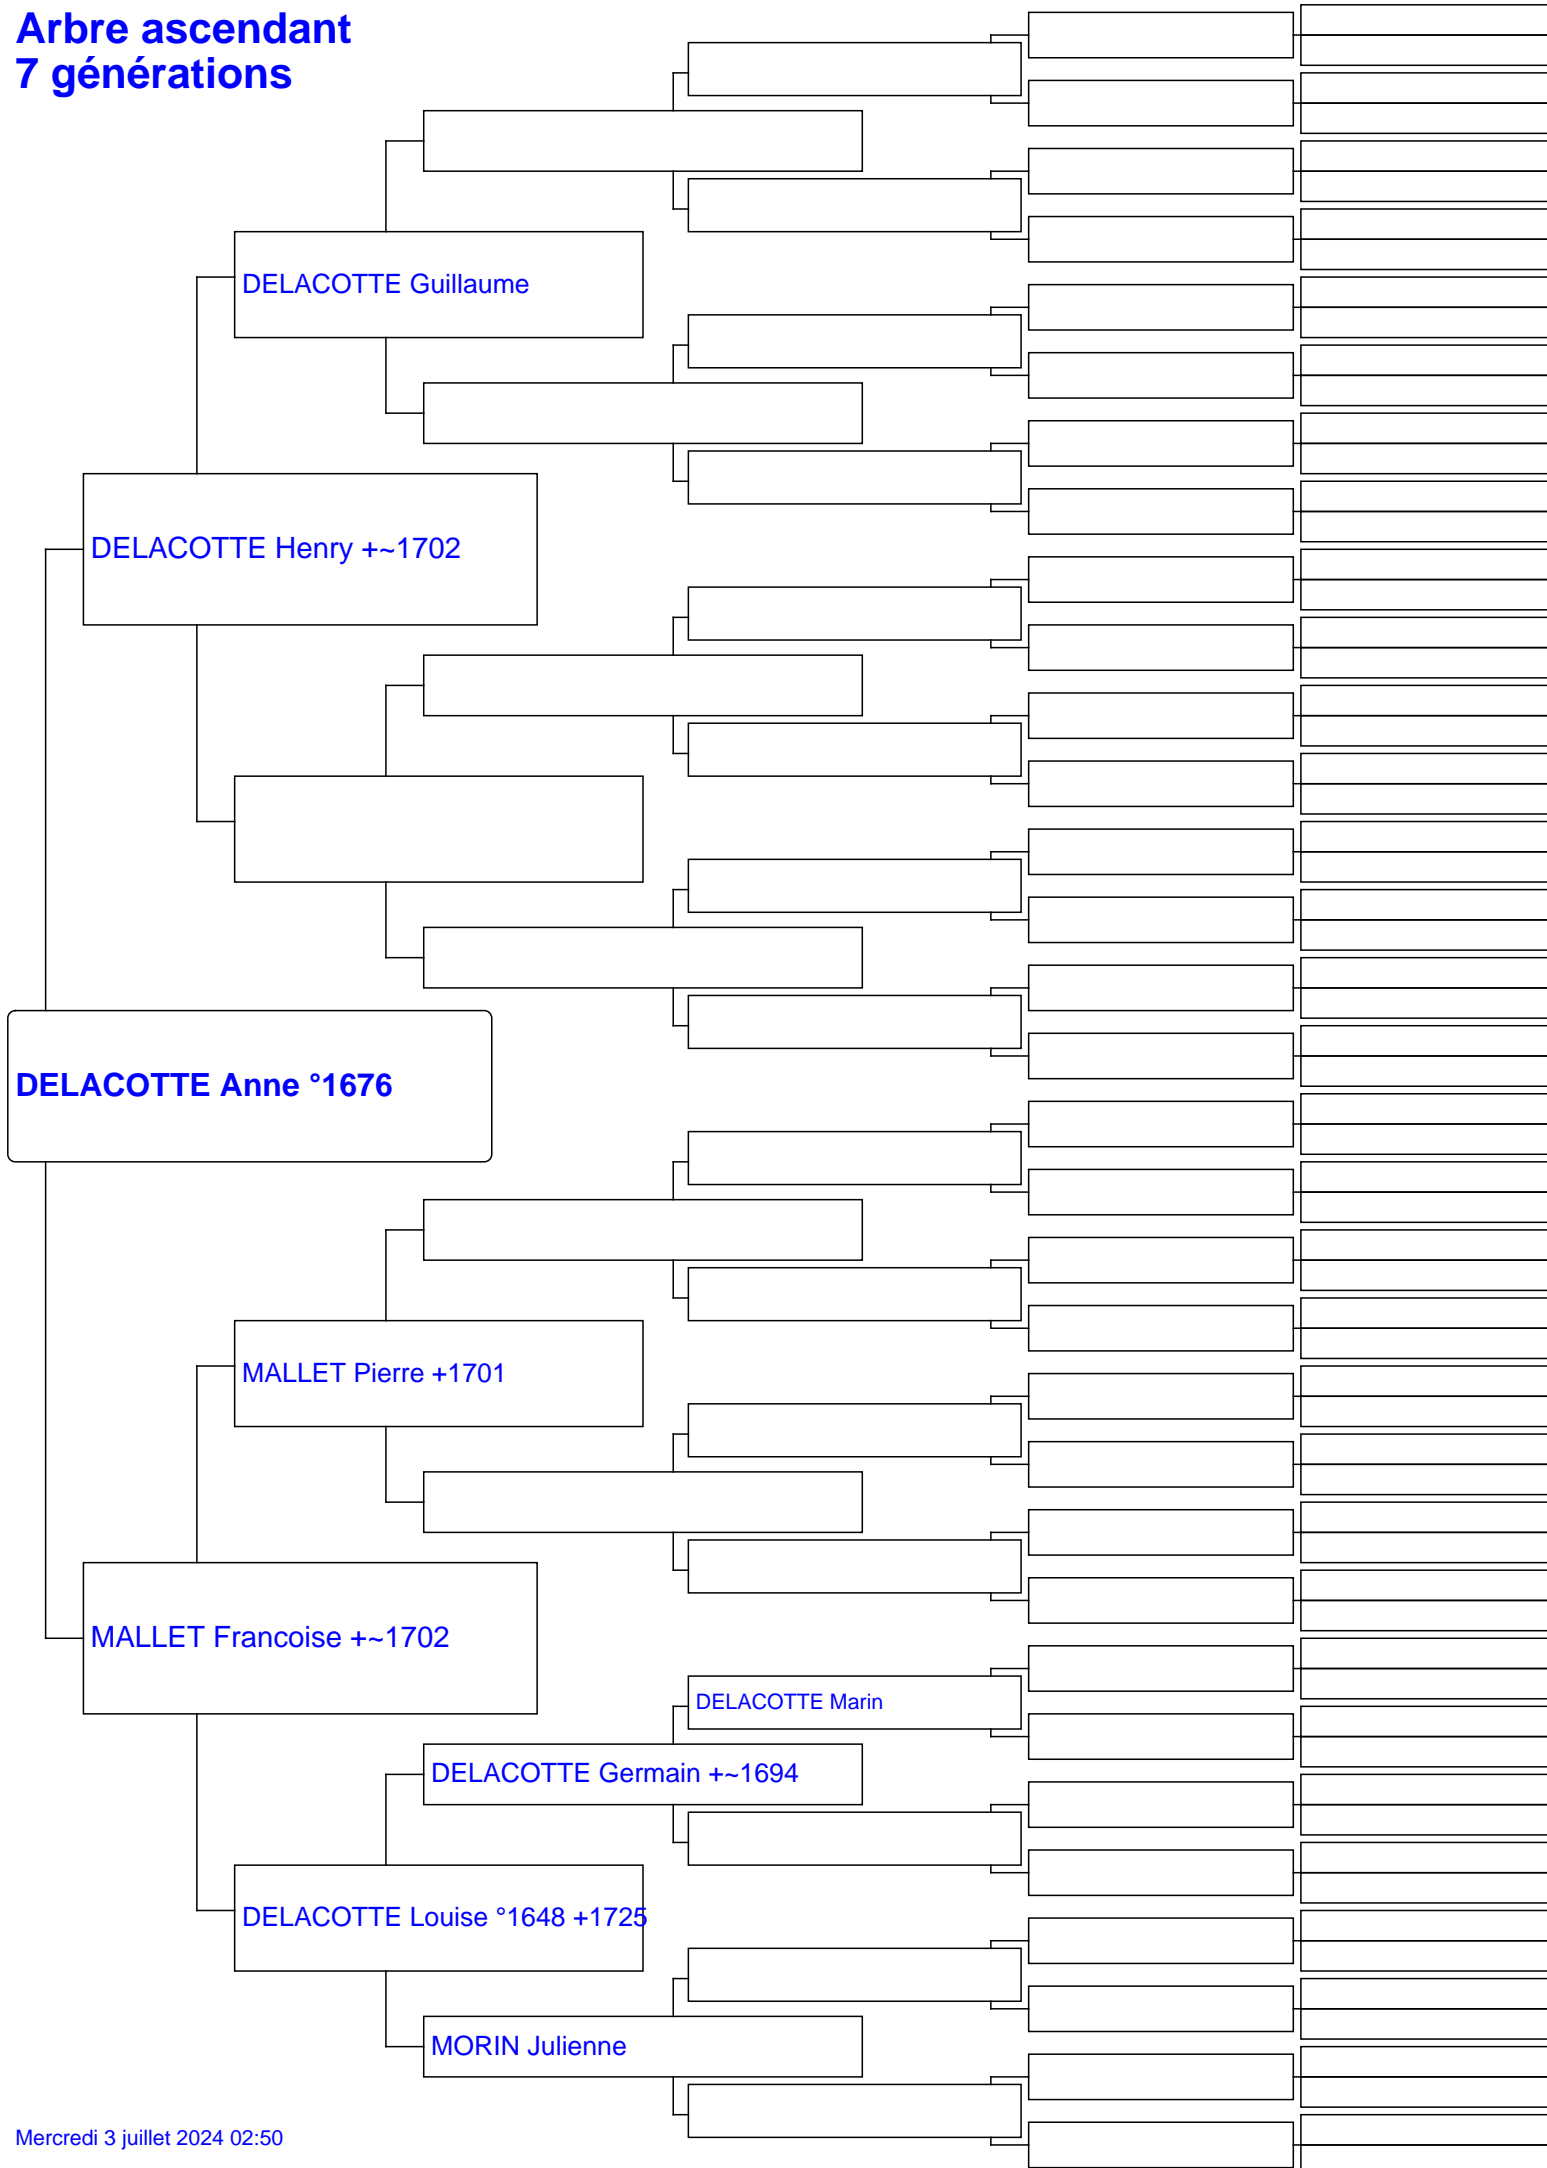 Arbre ascendant
7 générations
DELACOTTE Guillaume
DELACOTTE Henry +~1702
DELACOTTE Anne °1676
MALLET Pierre +1701
MALLET Francoise +~1702
DELACOTTE Marin
DELACOTTE Germain +~1694
DELACOTTE Louise °1648 +1725
MORIN Julienne
Mercredi 3 juillet 2024 02:50